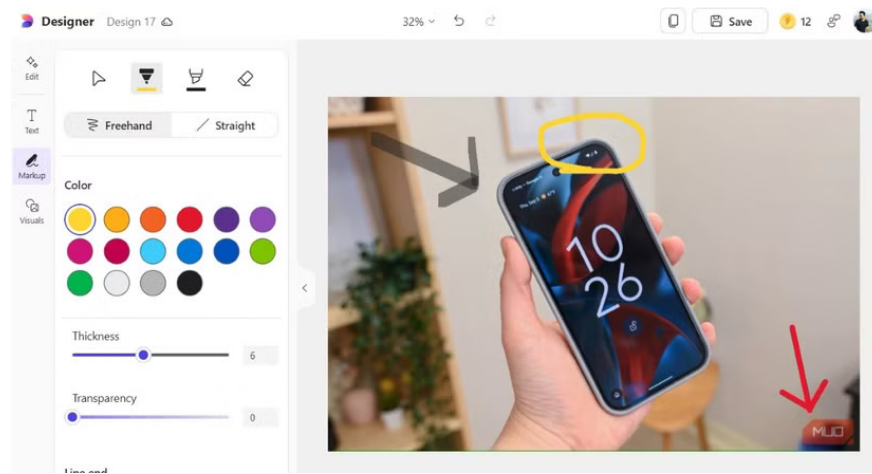 Designer Design 17
32%
Save
12
Edit
Text
Markup
Visuals
Freehand
Straight
Color
Thickness
6
Transparency
0
Line end
10
26
MUO